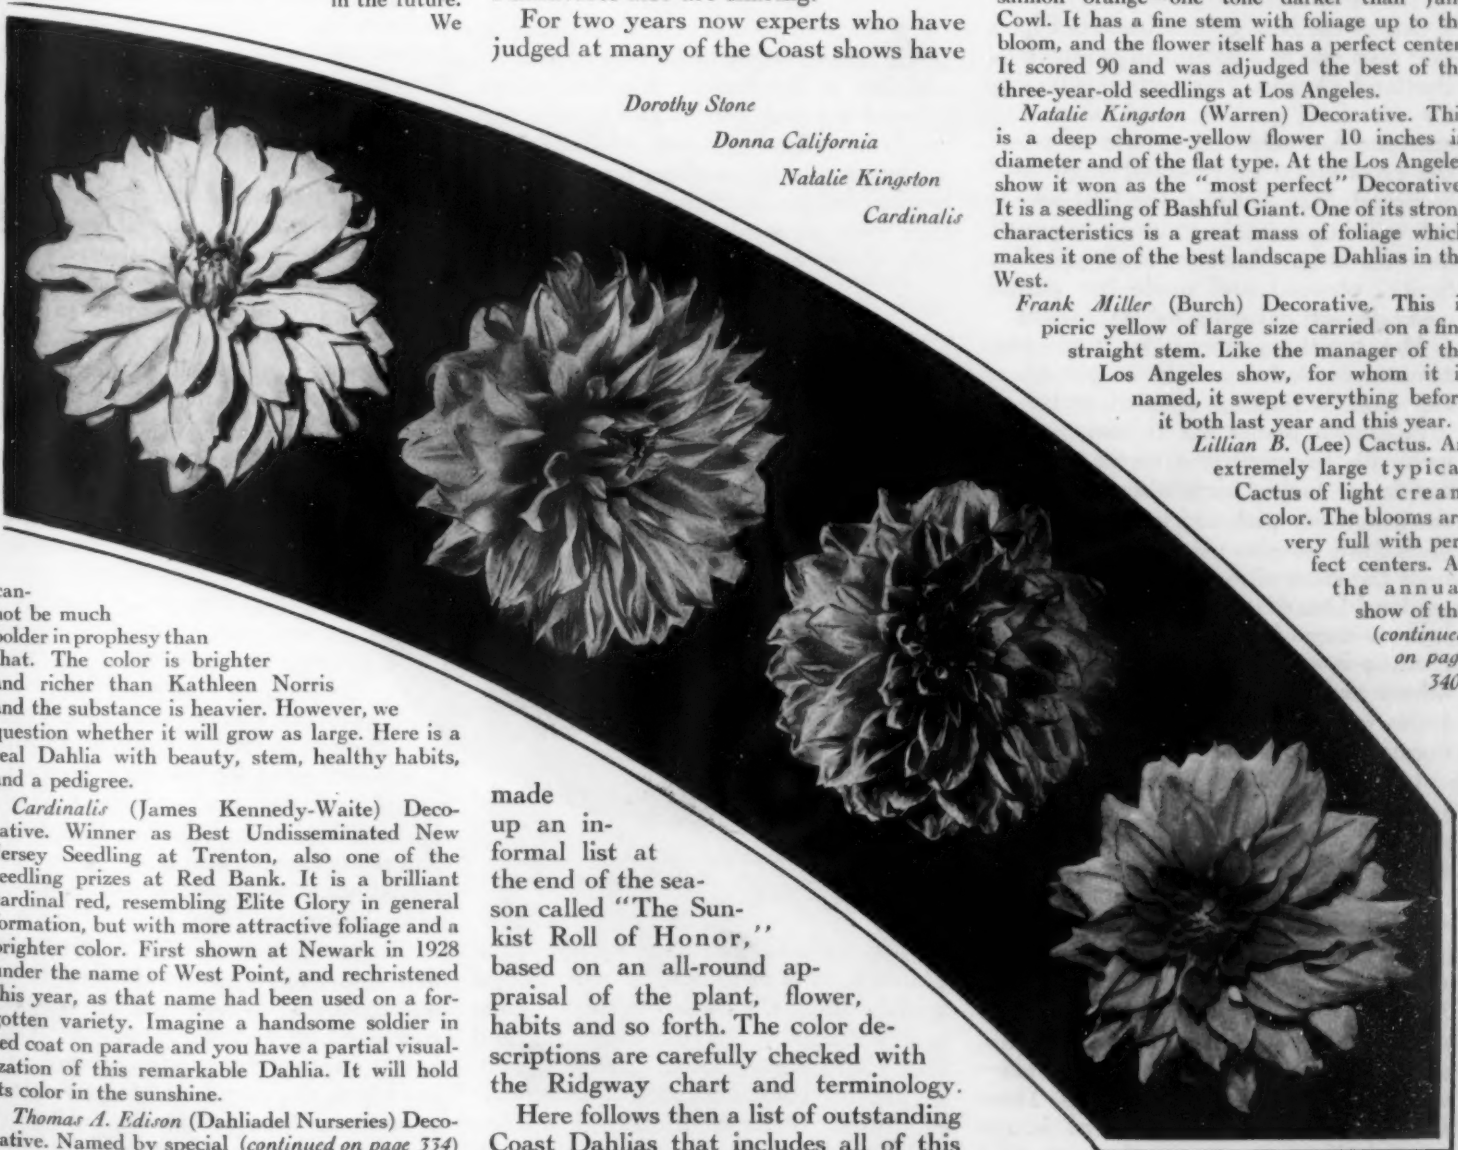 in the future.
We
can-
not be much
bolder in prophesy than
that. The color is brighter
and richer than Kathleen Norris
and the substance is heavier. However, we
question whether it will grow as large. Here is a
eal Dahlia with beauty, stem, healthy habits,
and a pedigree.
Cardinalis (James Kennedy-Waite) Deco-
ative. Winner as Best Undisseminated New
ersey Seedling at Trenton, also one of the
eedling prizes at Red Bank. It is a brilliant
ardinal red, resembling Elite Glory in general
ormation, but with more attractive foliage and a
righter color. First shown at Newark in 1928
nder the name of West Point, and rechristened
his year, as that name had been used on a for-
otten variety. Imagine a handsome soldier in
ed coat on parade and you have a partial visual-
zation of this remarkable Dahlia. It will hold
ts color in the sunshine.
Thomas A. Edison (Dahliadel Nurseries) Deco-
ative. Named by special (continued on page 334)
For two years now experts who have
judged at many of the Coast shows have
made
up an in-
formal list at
the end of the sea-
son called "The Sun-
kist Roll of Honor,"
based on an all-round ap-
praisal of the plant, flower,
habits and so forth. The color de-
scriptions are carefully checked with
the Ridgway chart and terminology.
Here follows then a list of outstanding
Coast Dahlias that includes all of this
Dorothy Stone
Donna California
Natalie Kingston
Cardinalis
salmon orange one tone darker than
Cowl. It has a fine stem with foliage up to th
bloom, and the flower itself has a perfect center
It scored 90 and was adjudged the best of th
three-year-old seedlings at Los Angeles.
Natalie Kingston (Warren) Decorative. Thi
is a deep chrome-yellow flower 10 inches i
diameter and of the flat type. At the Los Angele
show it won as the "most perfect" Decorative
It is a seedling of Bashful Giant. One of its stron
characteristics is a great mass of foliage whic
makes it one of the best landscape Dahlias in th
West.
Frank Miller (Burch) Decorative. This i
picric yellow of large size carried on a fin
straight stem. Like the manager of th
Los Angeles show, for whom it i
named, it swept everything befor
it both last year and this year.
Lillian B. (Lee) Cactus. A
extremely large typica
Cactus of light cream
color. The blooms ar
very full with per
fect centers. A
the annua
show of th
(continue
on pag
340